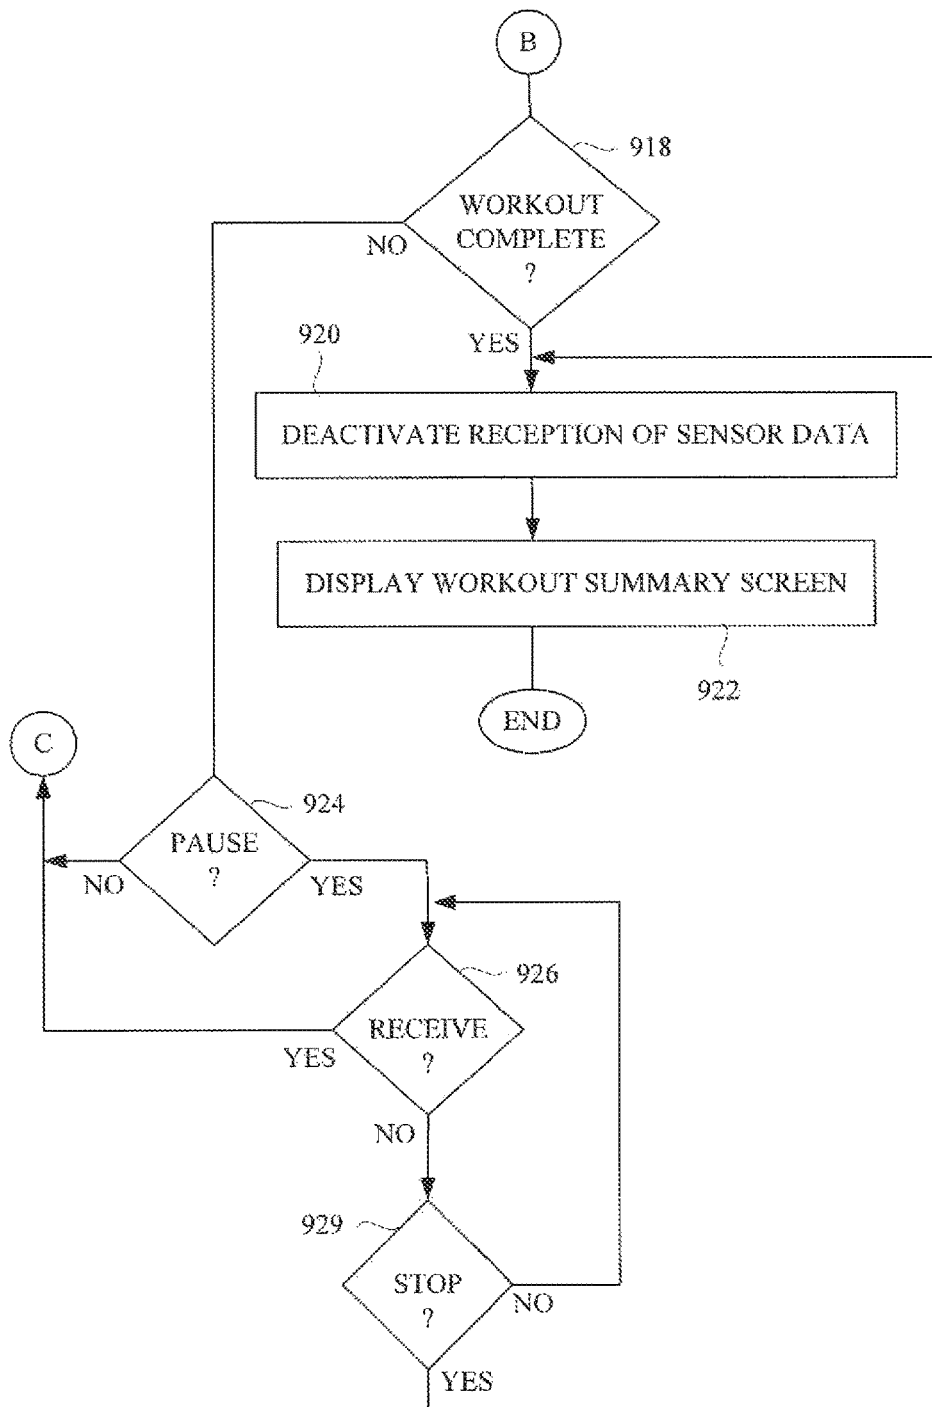 B
918
WORKOUT
COMPLETE
?
NO
YES
920
DEACTIVATE RECEPTION OF SENSOR DATA
DISPLAY WORKOUT SUMMARY SCREEN
922
END
C
924
PAUSE
?
NO
YES
926
RECEIVE
?
YES
NO
929
STOP
?
NO
YES